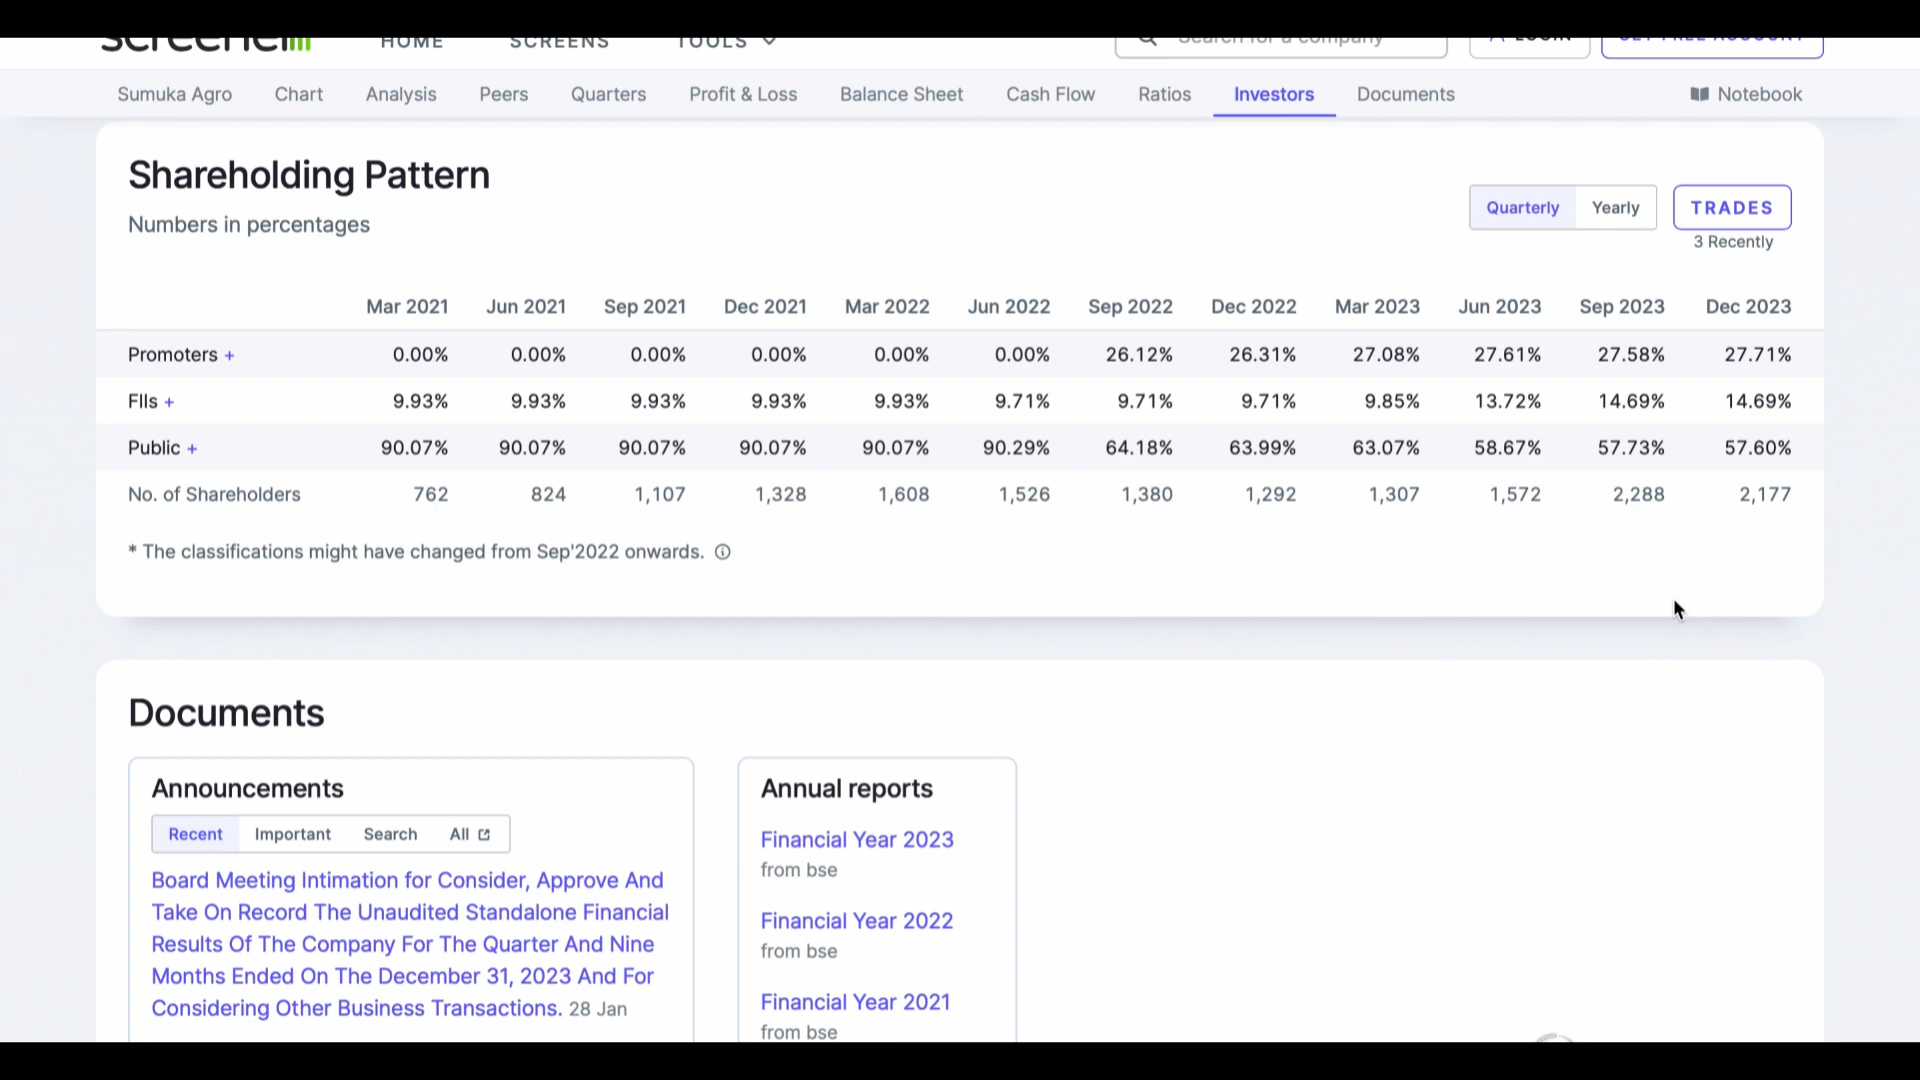 screener
HOME SCREENS TOOLS Search for a company LOGIN GET FREE ACCOUNT
Sumuka Agro Chart Analysis Peers Quarters Profit & Loss Balance Sheet Cash Flow Ratios Investors Documents Notebook
Shareholding Pattern
Numbers in percentages
Quarterly Yearly TRADES
3 Recently
Mar 2021 Jun 2021 Sep 2021 Dec 2021 Mar 2022 Jun 2022 Sep 2022 Dec 2022 Mar 2023 Jun 2023 Sep 2023 Dec 2023
Promoters + 0.00% 0.00% 0.00% 0.00% 0.00% 0.00% 26.12% 26.31% 27.08% 27.61% 27.58% 27.71%
FIIs + 9.93% 9.93% 9.93% 9.93% 9.93% 9.71% 9.71% 9.71% 9.85% 13.72% 14.69% 14.69%
Public + 90.07% 90.07% 90.07% 90.07% 90.07% 90.29% 64.18% 63.99% 63.07% 58.67% 57.73% 57.60%
No. of Shareholders 762 824 1,107 1,328 1,608 1,526 1,380 1,292 1,307 1,572 2,288 2,177
* The classifications might have changed from Sep'2022 onwards.
Documents
Announcements
Recent Important Search All
Board Meeting Intimation for Consider, Approve And
Take On Record The Unaudited Standalone Financial
Results Of The Company For The Quarter And Nine
Months Ended On The December 31, 2023 And For
Considering Other Business Transactions. 28 Jan
Annual reports
Financial Year 2023
from bse
Financial Year 2022
from bse
Financial Year 2021
from bse